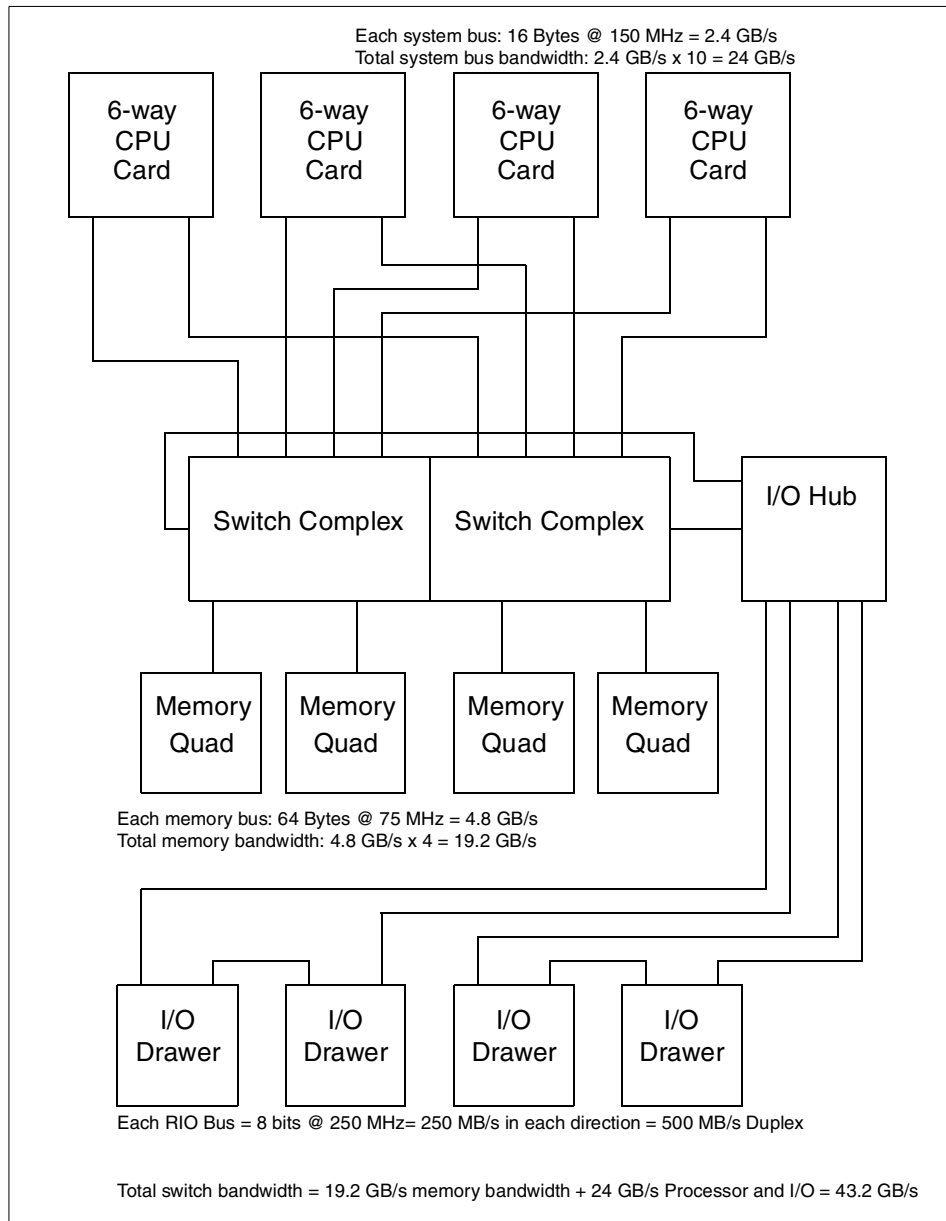 Each system bus: 16 Bytes @ 150 MHz = 2.4 GB/s
Total system bus bandwidth: 2.4 GB/s x 10 = 24 GB/s
6-way
CPU
Card
6-way
CPU
Card
6-way
CPU
Card
6-way
CPU
Card
Switch Complex
Switch Complex
I/O Hub
Memory
Quad
Memory
Quad
Memory
Quad
Memory
Quad
Each memory bus: 64 Bytes @ 75 MHz = 4.8 GB/s
Total memory bandwidth: 4.8 GB/s x 4 = 19.2 GB/s
I/O
Drawer
I/O
Drawer
I/O
Drawer
I/O
Drawer
Each RIO Bus = 8 bits @ 250 MHz= 250 MB/s in each direction = 500 MB/s Duplex
Total switch bandwidth = 19.2 GB/s memory bandwidth + 24 GB/s Processor and I/O = 43.2 GB/s